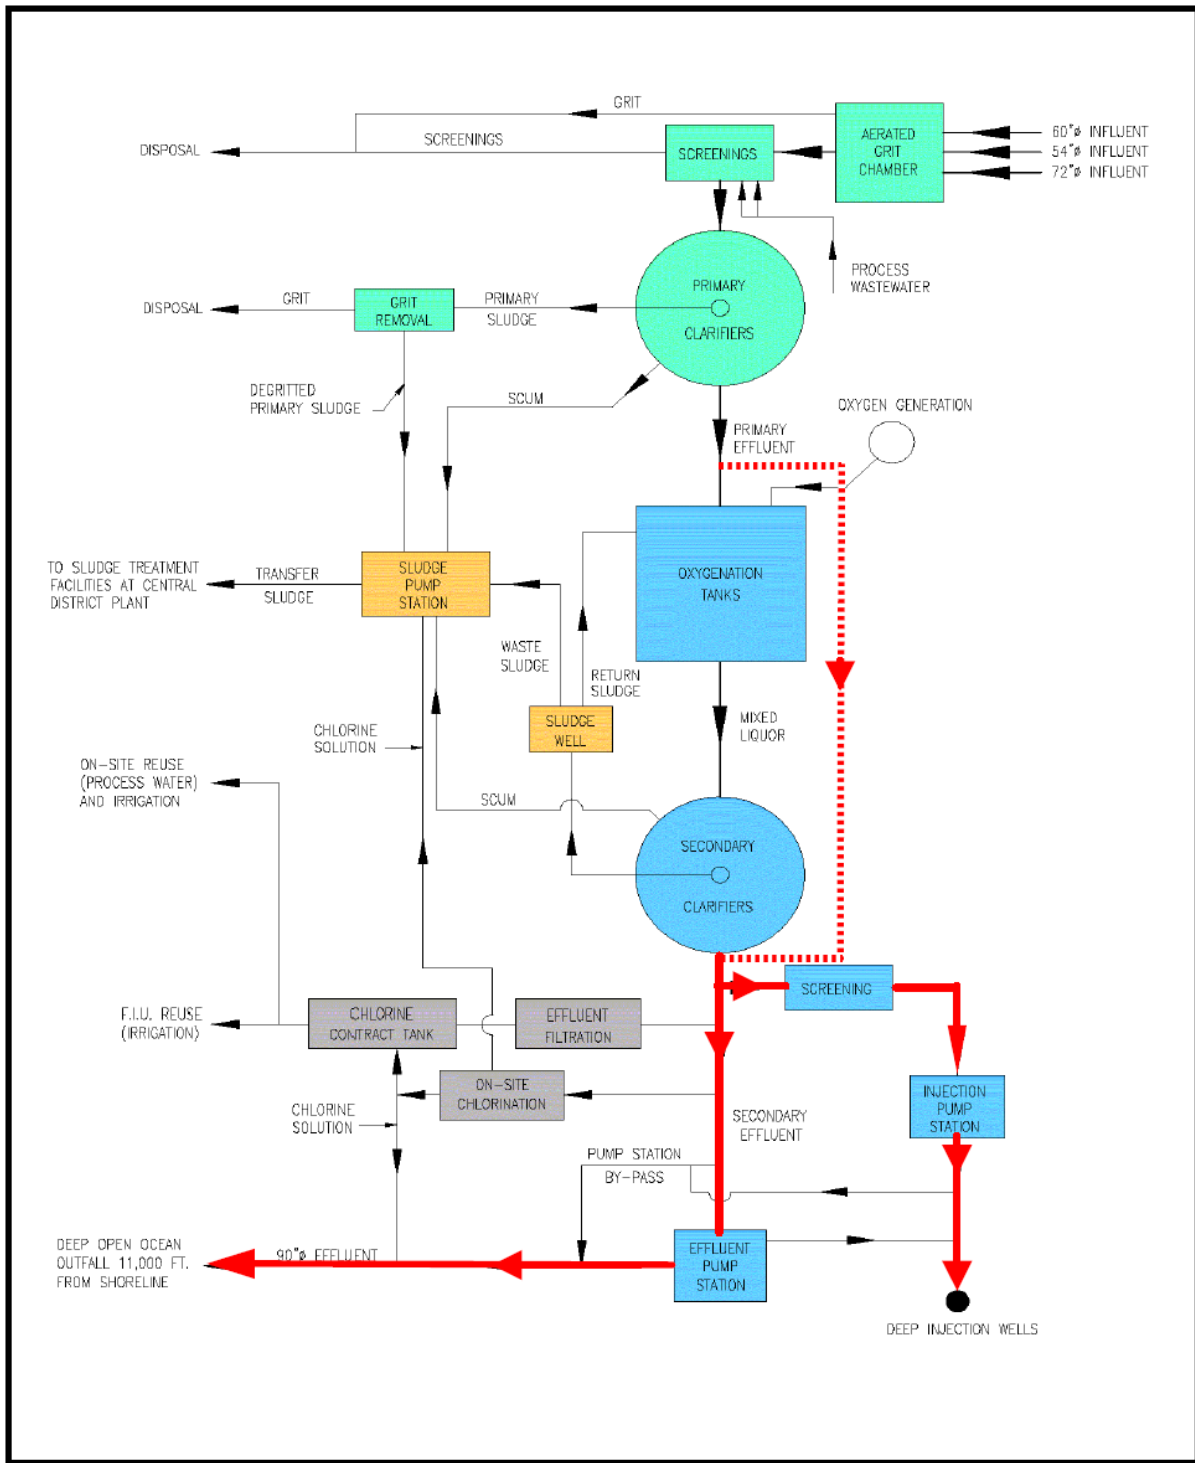 GRIT
DISPOSAL
SCREENINGS
SCREENINGS
AERATED
GRIT
CHAMBER
60"ø INFLUENT
54"ø INFLUENT
72"ø INFLUENT
PROCESS
WASTEWATER
DISPOSAL
GRIT
GRIT
REMOVAL
PRIMARY
SLUDGE
PRIMARY
CLARIFIERS
DEGRITTED
PRIMARY SLUDGE
SCUM
PRIMARY
EFFLUENT
OXYGEN GENERATION
TO SLUDGE TREATMENT
FACILITIES AT CENTRAL
DISTRICT PLANT
TRANSFER
SLUDGE
SLUDGE
PUMP
STATION
OXYGENATION
TANKS
WASTE
SLUDGE
RETURN
SLUDGE
SLUDGE
WELL
MIXED
LIQUOR
CHLORINE
SOLUTION
ON-SITE REUSE
(PROCESS WATER)
AND IRRIGATION
SCUM
SECONDARY
CLARIFIERS
SCREENING
F.I.U. REUSE
(IRRIGATION)
CHLORINE
CONTRACT TANK
EFFLUENT
FILTRATION
ON-SITE
CHLORINATION
CHLORINE
SOLUTION
SECONDARY
EFFLUENT
INJECTION
PUMP
STATION
PUMP STATION
BY-PASS
DEEP OPEN OCEAN
OUTFALL 11,000 FT.
FROM SHORELINE
90"ø EFFLUENT
EFFLUENT
PUMP
STATION
DEEP INJECTION WELLS